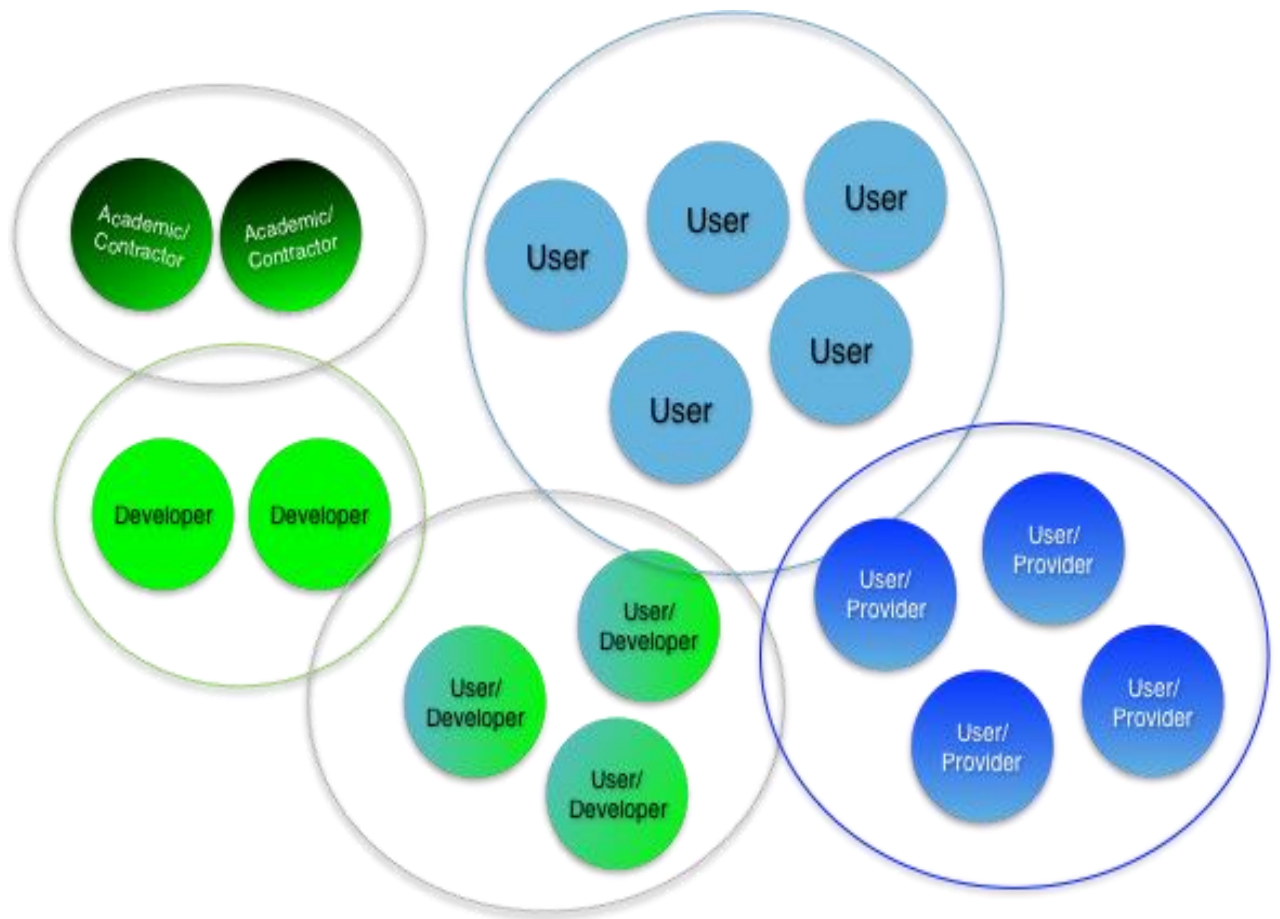 Academic/
Contractor
Academic/
Contractor
User
User
User
User
User
Developer
Developer
User/
Developer
User/
Developer
User/
Developer
User/
Provider
User/
Provider
User/
Provider
User/
Provider